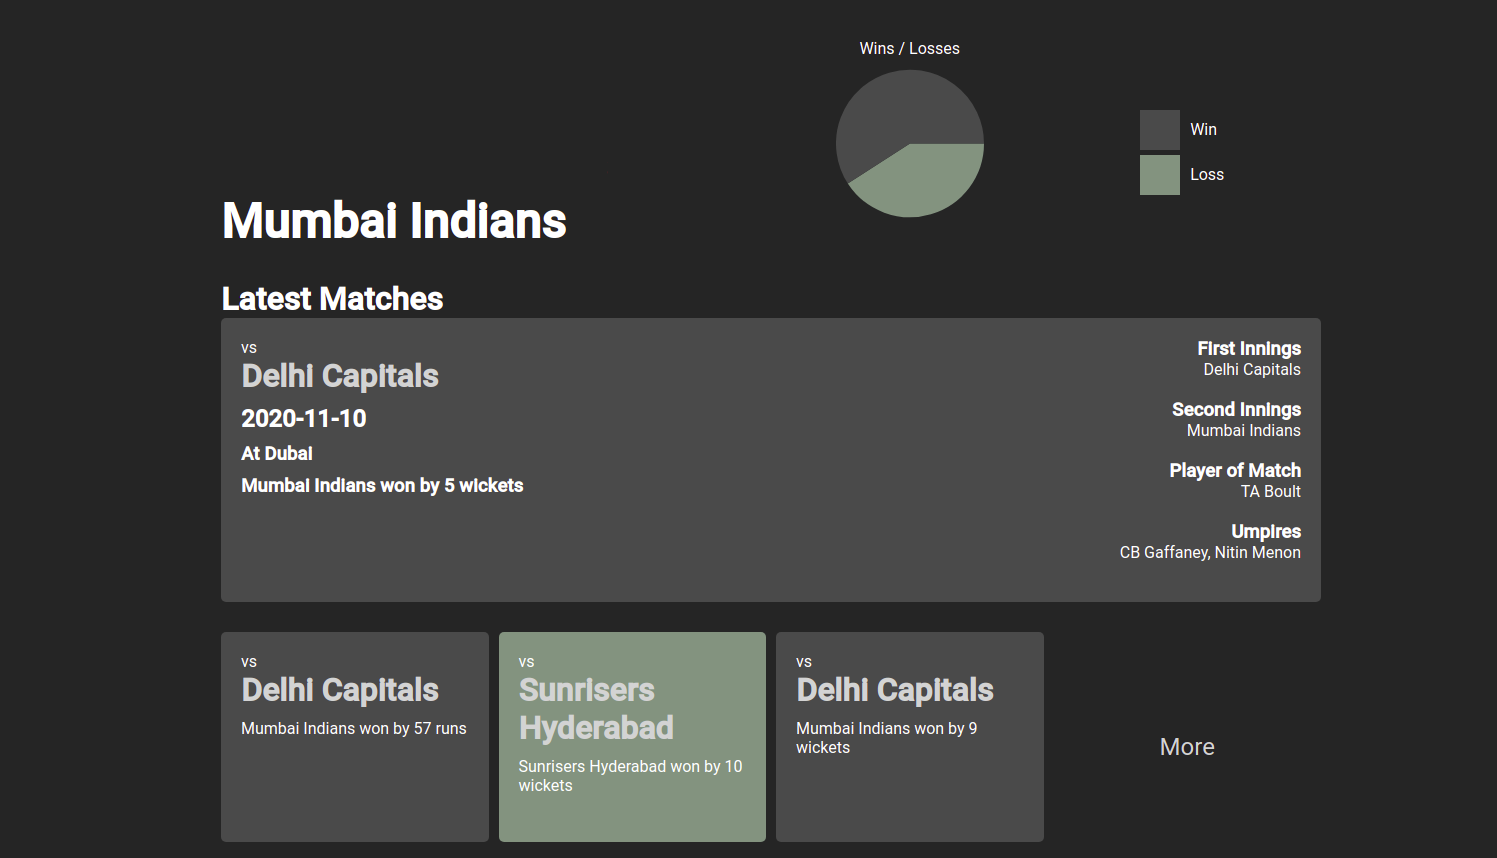 Wins / Losses
Win
Loss
Mumbai Indians
Latest Matches
vs
Delhi Capitals
2020-11-10
At Dubai
Mumbai Indians won by 5 wickets
First Innings
Delhi Capitals
Second Innings
Mumbai Indians
Player of Match
TA Boult
Umpires
CB Gaffaney, Nitin Menon
vs
Delhi Capitals
Mumbai Indians won by 57 runs
vs
Sunrisers
Hyderabad
Sunrisers Hyderabad won by 10
wickets
vs
Delhi Capitals
Mumbai Indians won by 9
wickets
More